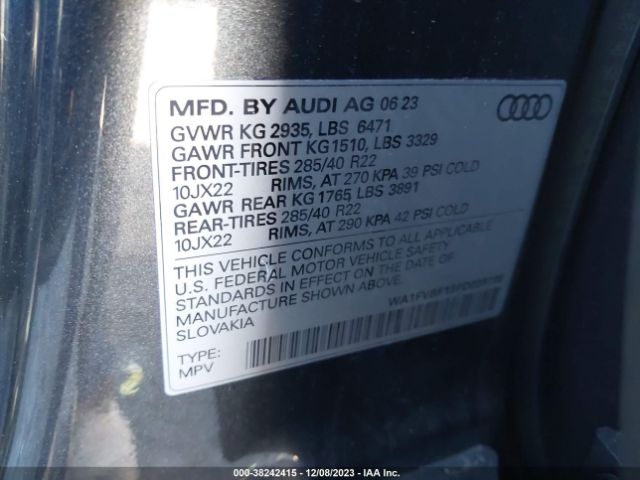 MFD. BY AUDI AG 06 23
GVWR KG 2935, LBS 6471
GAWR FRONT KG1510, LBS 3329
FRONT-TIRES 285/40 R22
10JX22 RIMS, AT 270 KPA 39 PSI COLD
GAWR REAR KG 1765, LBS 3891
REAR-TIRES 285/40 R22
10JX22 RIMS, AT 290 KPA 42 PSI COLD
THIS VEHICLE CONFORMS TO ALL APPLICABLE
U.S. FEDERAL MOTOR VEHICLE SAFETY
STANDARDS IN EFFECT ON THE DATE OF
MANUFACTURE SHOWN ABOVE.
SLOVAKIA
TYPE:
MPV
000-38242415 - 12/08/2023 - IAA Inc.